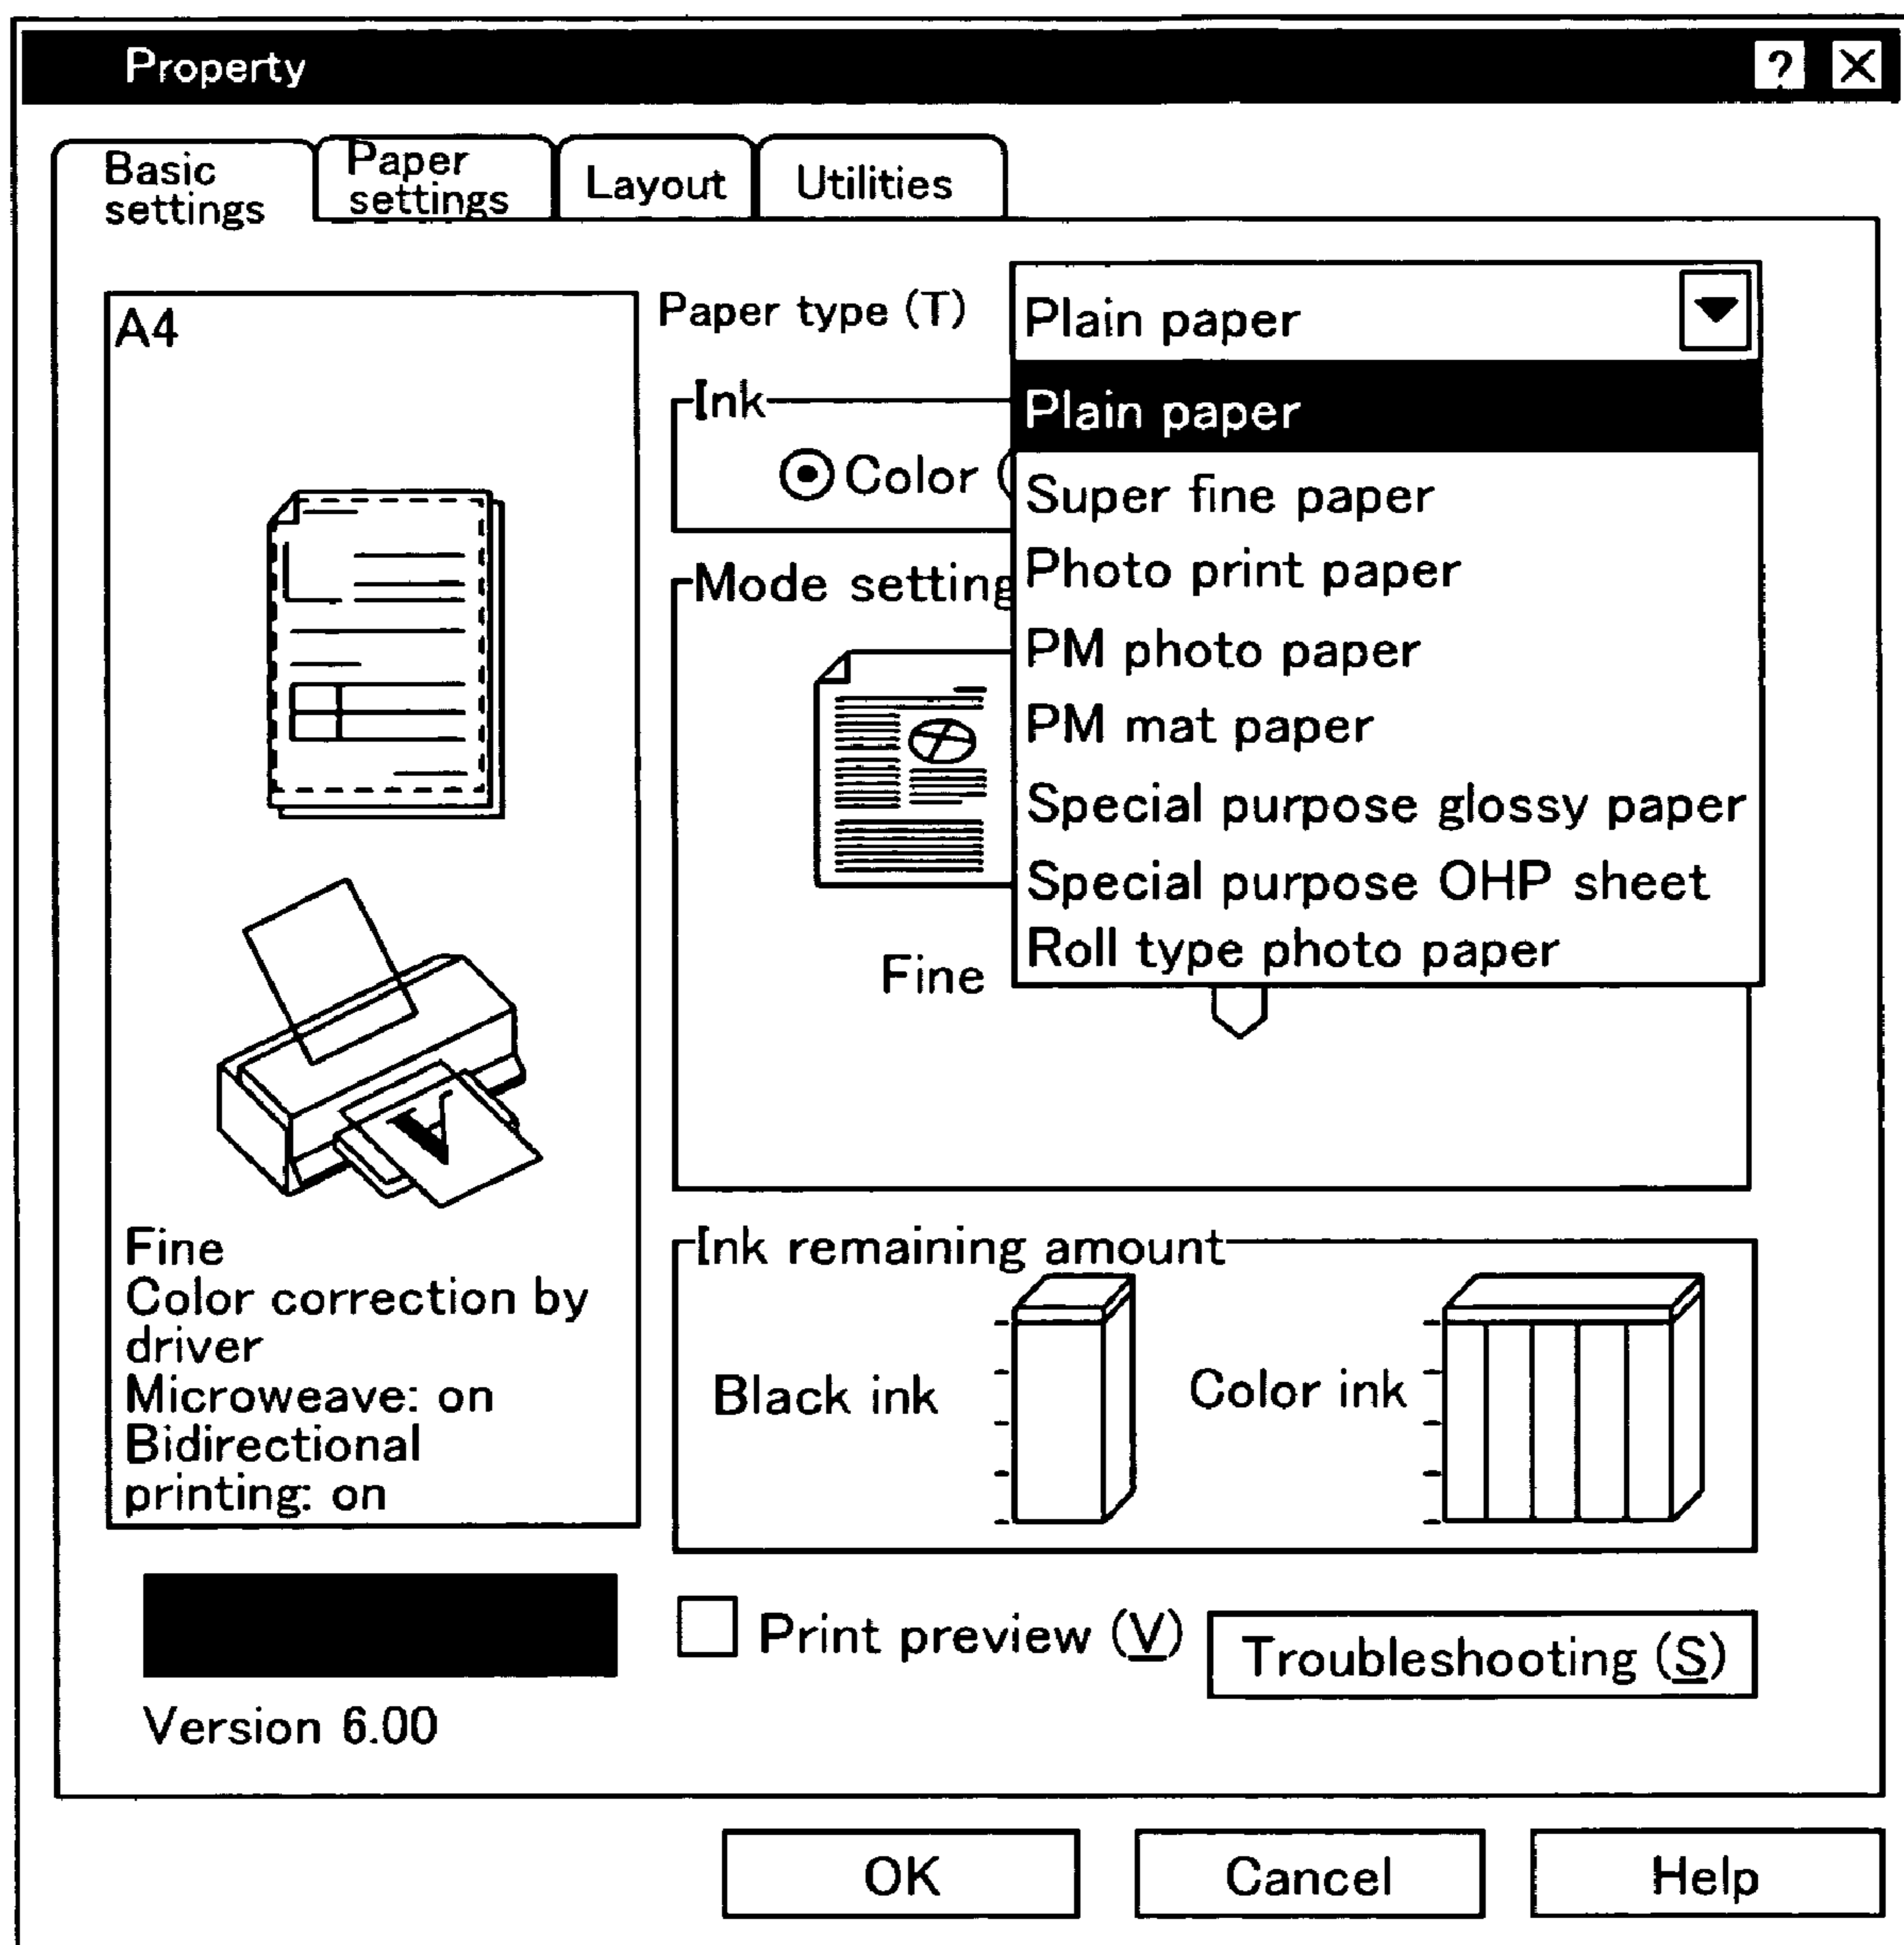 Property
?
Basic
settings
Paper
settings
Layout
Utilities
A4
Fine
Color correction by
driver
Microweave: on
Bidirectional
printing: on
Version 6.00
Paper type (T)
Plain paper
Plain paper
Super fine paper
Photo print paper
PM photo paper
PM mat paper
Special purpose glossy paper
Special purpose OHP sheet
Roll type photo paper
Ink
Color (
Mode setting
Fine
A
Ink remaining amount
Black ink
Color ink
Print preview (V)
Troubleshooting (S)
OK
Cancel
Help